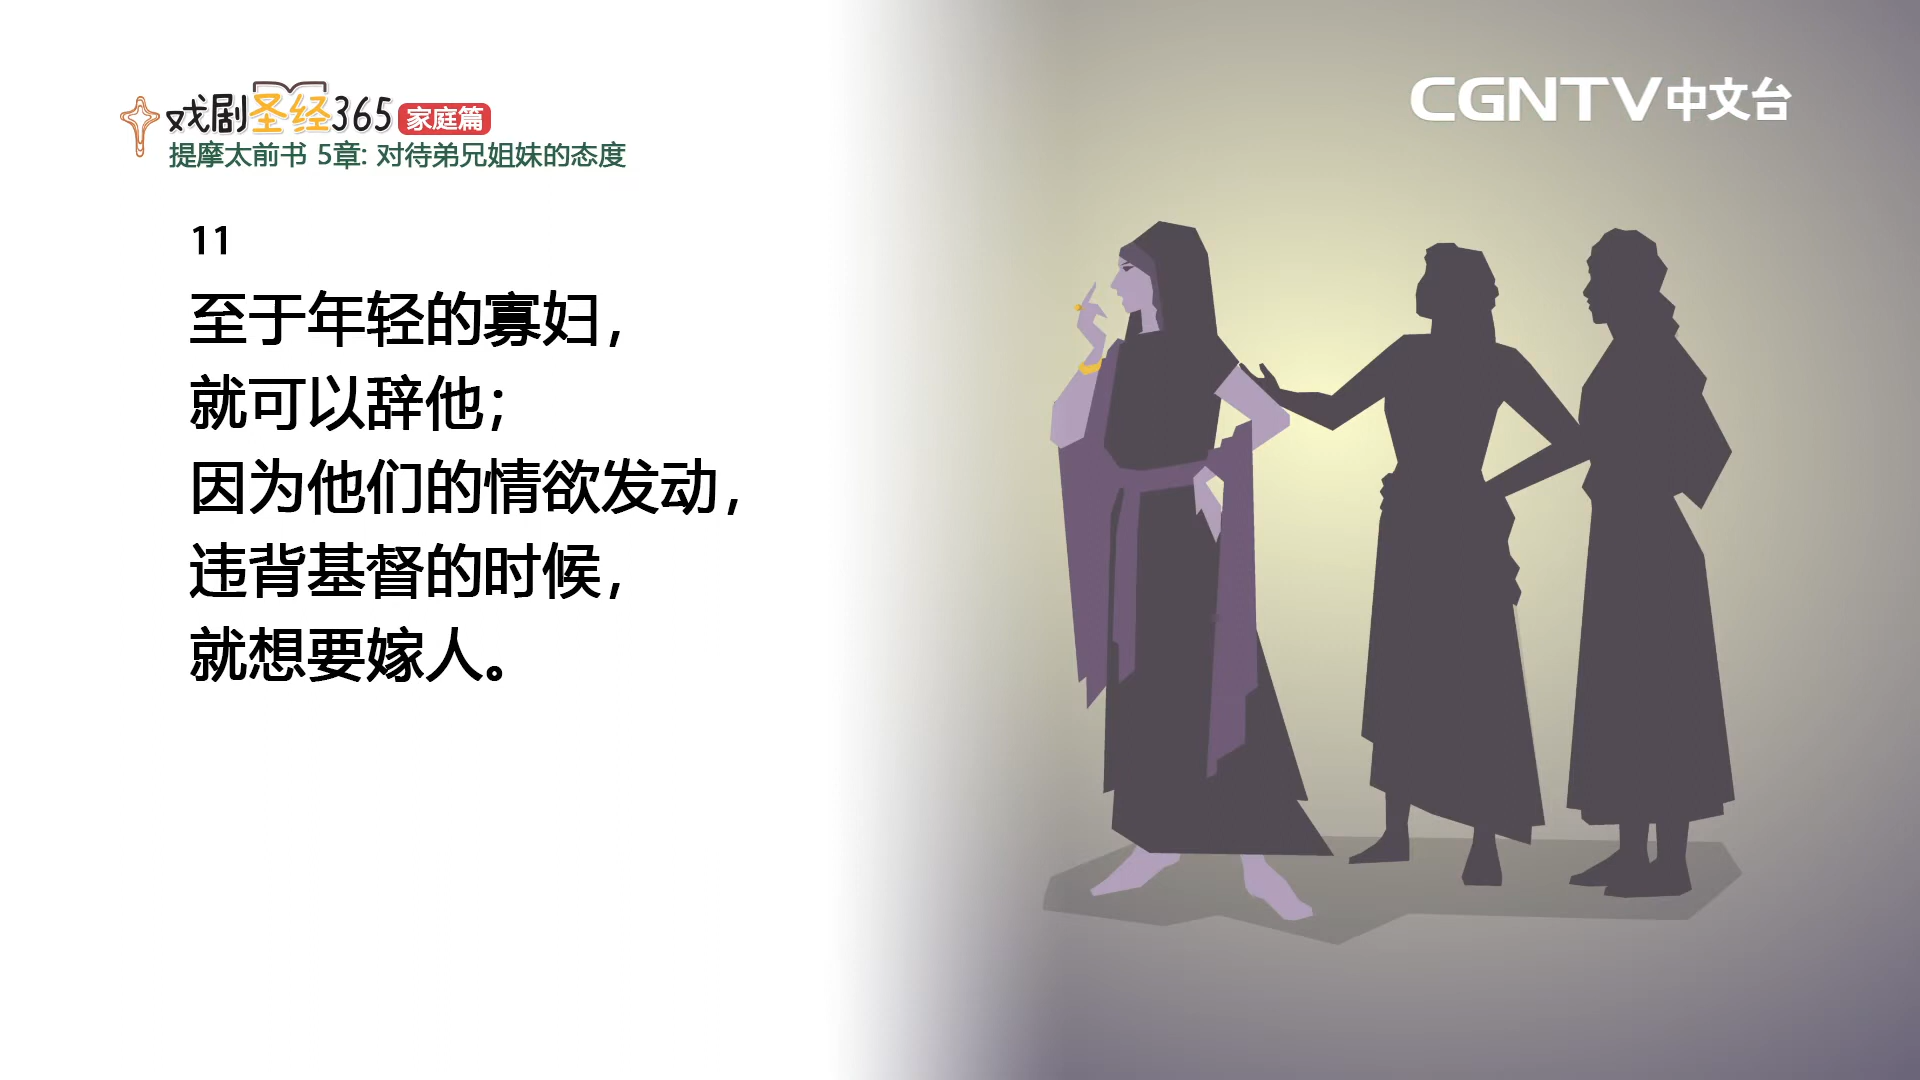 戏剧圣经365 家庭篇
CGNTV中文台
提摩太前书 5章: 对待弟兄姐妹的态度
11
至于年轻的寡妇，
就可以辞他；
因为他们的情欲发动，
违背基督的时候，
就想要嫁人。